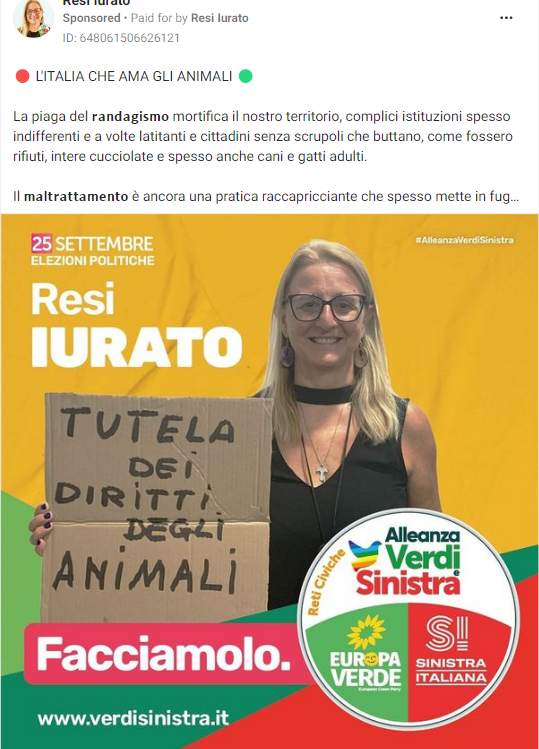 Resi Iurato
Sponsored • Paid for by Resi Iurato
ID: 648061506626121
L'ITALIA CHE AMA GLI ANIMALI
La piaga del randagismo mortifica il nostro territorio, complici istituzioni spesso
indifferenti e a volte latitanti e cittadini senza scrupoli che buttano, come fossero
rifiuti, intere cucciolate e spesso anche cani e gatti adulti.
Il maltrattamento è ancora una pratica raccapricciante che spesso mette in fug...
25 SETTEMBRE
ELEZIONI POLITICHE
#AlleanzaVerdiSinistra
Resi
IURATO
TUTELA
DEI
DIRITTI
DEGLI
ANIMALI
Reti Civiche
Alleanza
Verdi
e
Sinistra
EUROPA
VERDE
European Green Party
SI
SINISTRA
ITALIANA
Facciamolo.
www.verdisinistra.it